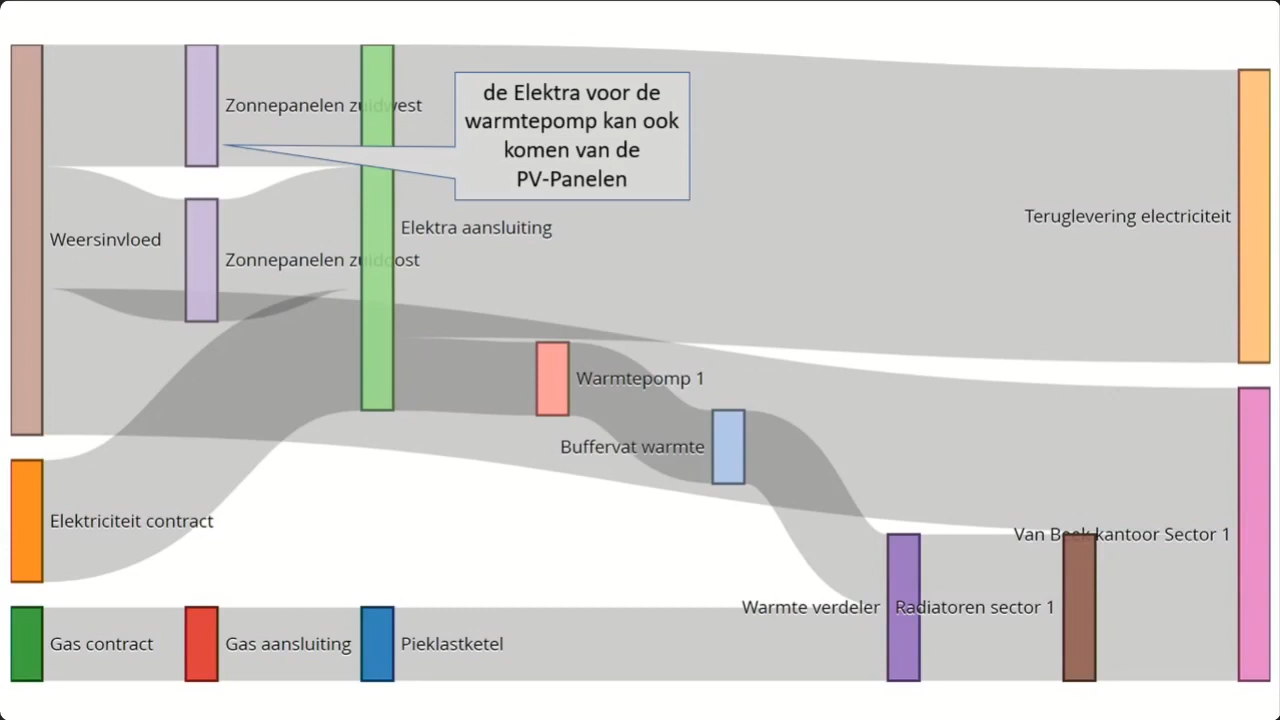 Zonnepanelen zuidwest
de Elektra voor de
warmtepomp kan ook
komen van de
PV-Panelen
Weersinvloed
Zonnepanelen zuidoost
Elektra aansluiting
Teruglevering electriciteit
Warmtepomp 1
Buffervat warmte
Elektriciteit contract
Van Beek kantoor Sector 1
Warmte verdeler
Radiatoren sector 1
Gas contract
Gas aansluiting
Pieklastketel